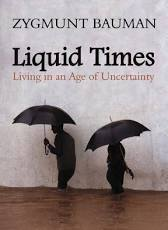 ZYGMUNT BAUMAN
Liquid Times
Living in an Age of Uncertainty